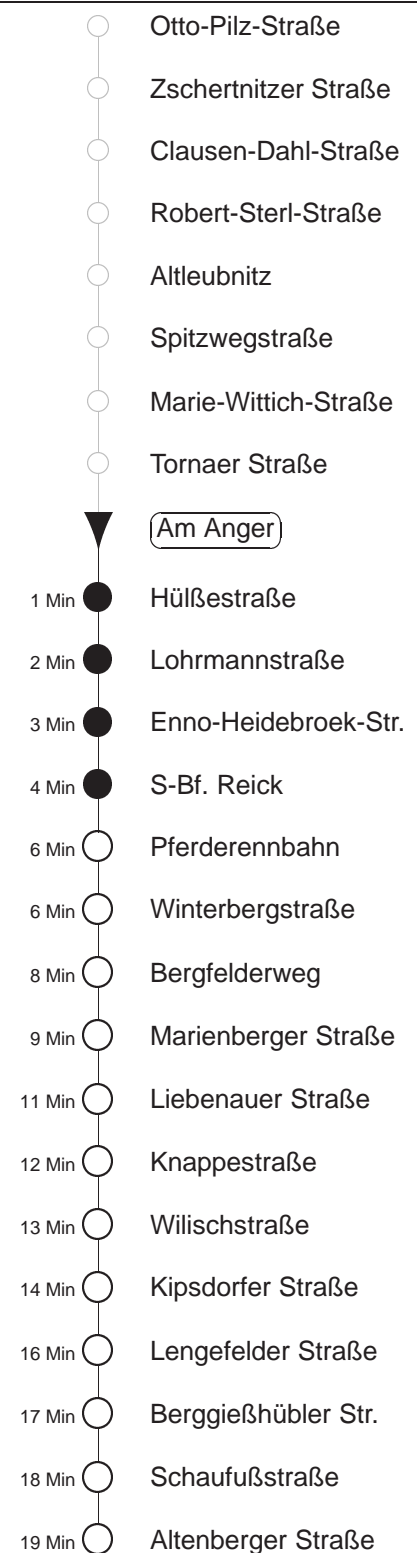 Otto-Pilz-Straße
Zschertnitzer Straße
Clausen-Dahl-Straße
Robert-Sterl-Straße
Altleubnitz
Spitzwegstraße
Marie-Wittich-Straße
Tornaer Straße
Am Anger
1 Min Hülßestraße
2 Min Lohrmannstraße
3 Min Enno-Heidebroek-Str.
4 Min S-Bf. Reick
6 Min Pferderennbahn
6 Min Winterbergstraße
8 Min Bergfelderweg
9 Min Marienberger Straße
11 Min Liebenauer Straße
12 Min Knappestraße
13 Min Wilischstraße
14 Min Kipsdorfer Straße
16 Min Lengefelder Straße
17 Min Berggießhübler Str.
18 Min Schaufußstraße
19 Min Altenberger Straße